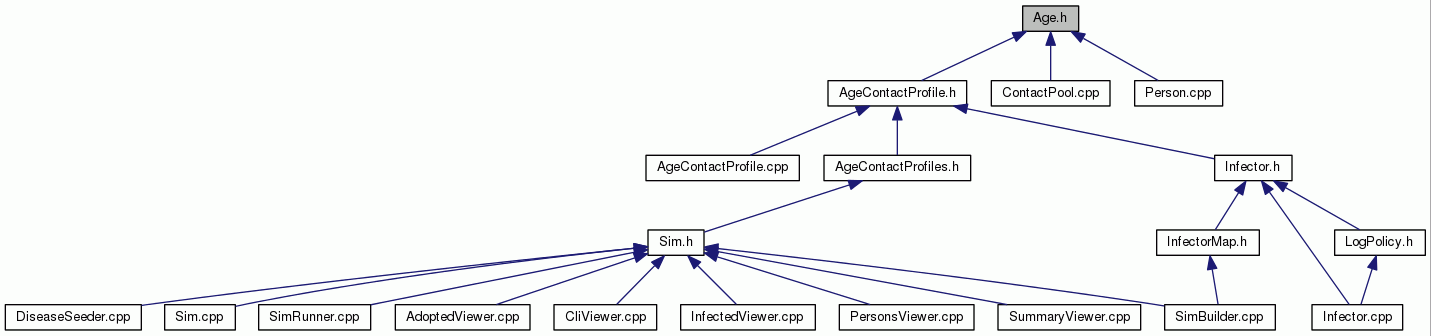 Age.h
AgeContactProfile.h
ContactPool.cpp
Person.cpp
AgeContactProfile.cpp
AgeContactProfiles.h
Infector.h
Sim.h
InfectorMap.h
LogPolicy.h
DiseaseSeeder.cpp
Sim.cpp
SimRunner.cpp
AdoptedViewer.cpp
CliViewer.cpp
InfectedViewer.cpp
PersonsViewer.cpp
SummaryViewer.cpp
SimBuilder.cpp
Infector.cpp